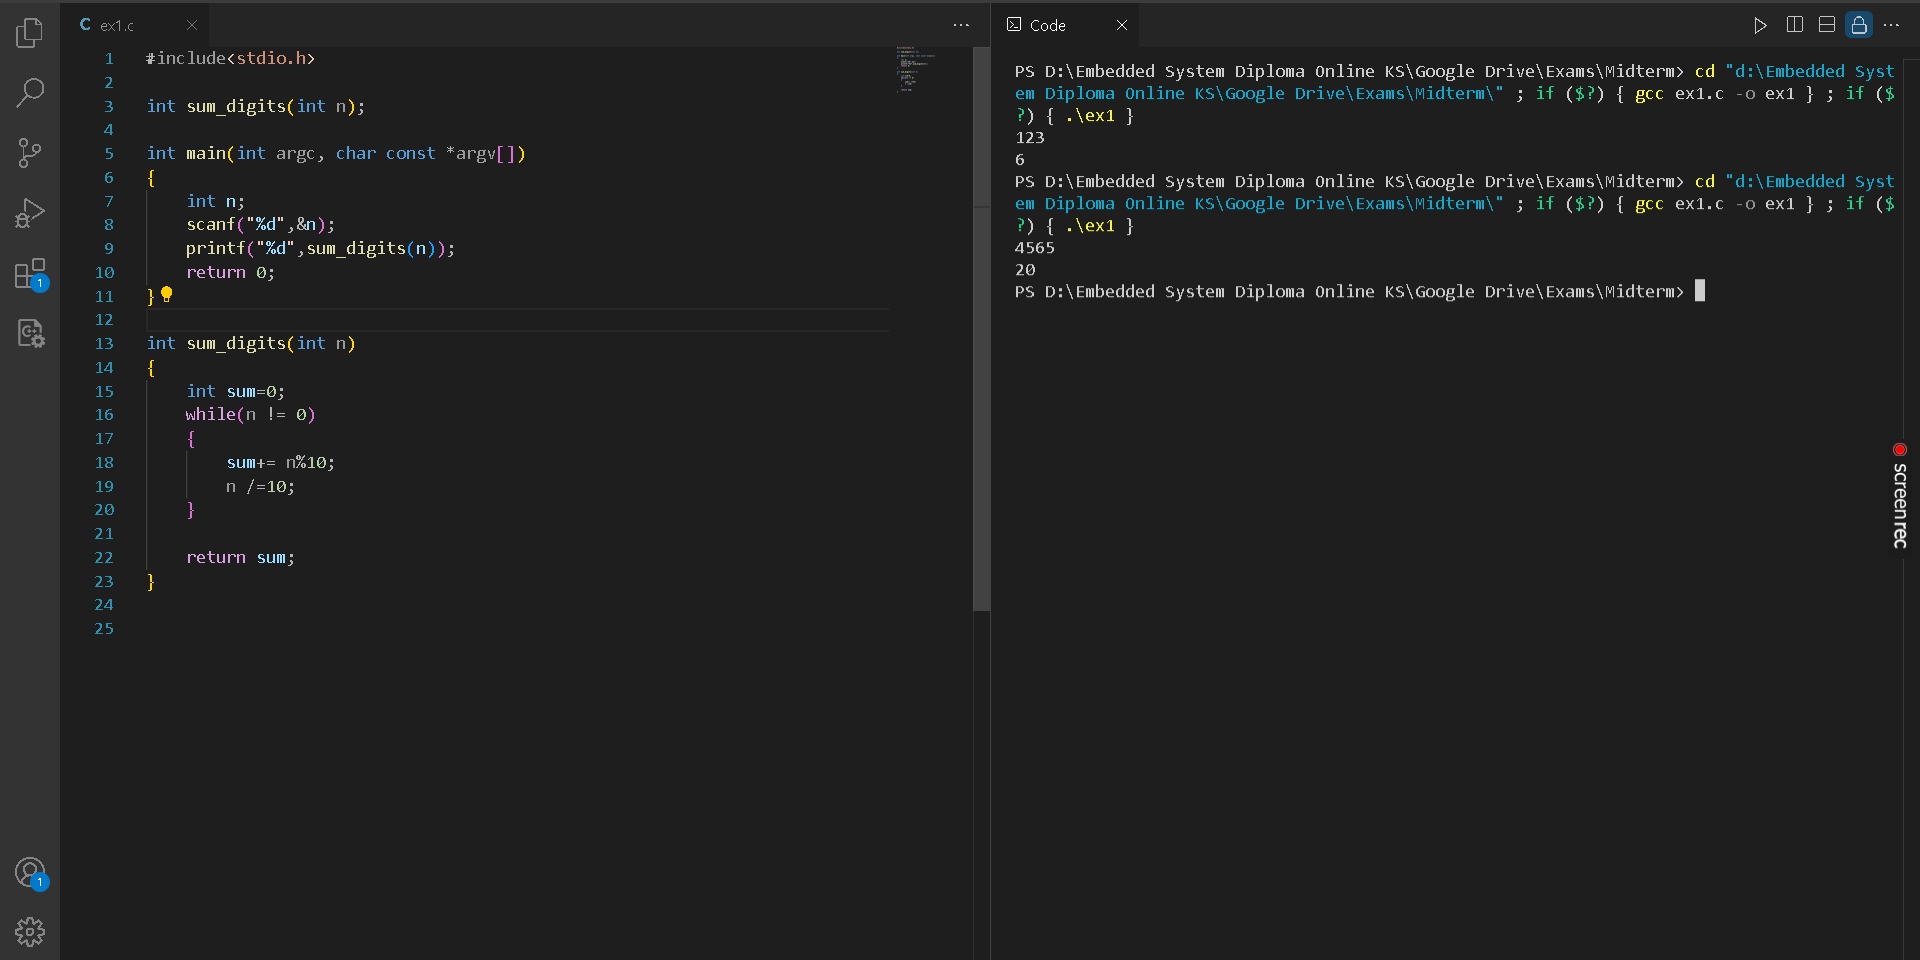 C ex1.c
1 #include<stdio.h>
2
3 int sum_digits(int n);
4
5 int main(int argc, char const *argv[])
6 {
7 int n;
8 scanf("%d",&n);
9 printf("%d",sum_digits(n));
10 return 0;
11 }
12
13 int sum_digits(int n)
14 {
15 int sum=0;
16 while(n != 0)
17 {
18 sum+= n%10;
19 n /=10;
20 }
21
22 return sum;
23 }
24
25
1
1
Code
PS D:\Embedded System Diploma Online KS\Google Drive\Exams\Midterm> cd "d:\Embedded Syst
em Diploma Online KS\Google Drive\Exams\Midterm\" ; if ($?) { gcc ex1.c -o ex1 } ; if ($
?) { .\ex1 }
123
6
PS D:\Embedded System Diploma Online KS\Google Drive\Exams\Midterm> cd "d:\Embedded Syst
em Diploma Online KS\Google Drive\Exams\Midterm\" ; if ($?) { gcc ex1.c -o ex1 } ; if ($
?) { .\ex1 }
4565
20
PS D:\Embedded System Diploma Online KS\Google Drive\Exams\Midterm>
screenrec